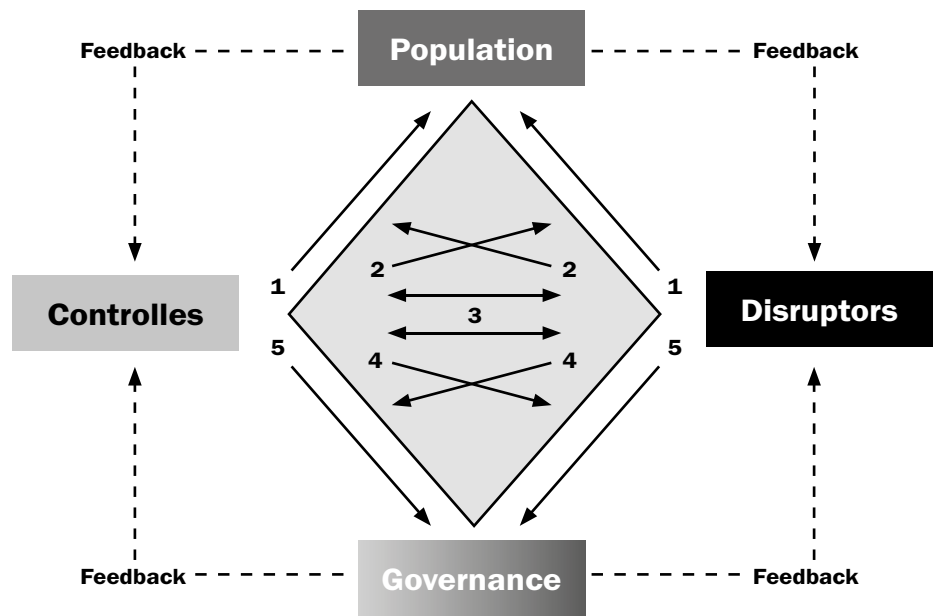 Feedback
Population
Feedback
1
2
2
1
Controlles
3
Disruptors
5
4
4
5
Feedback
Governance
Feedback